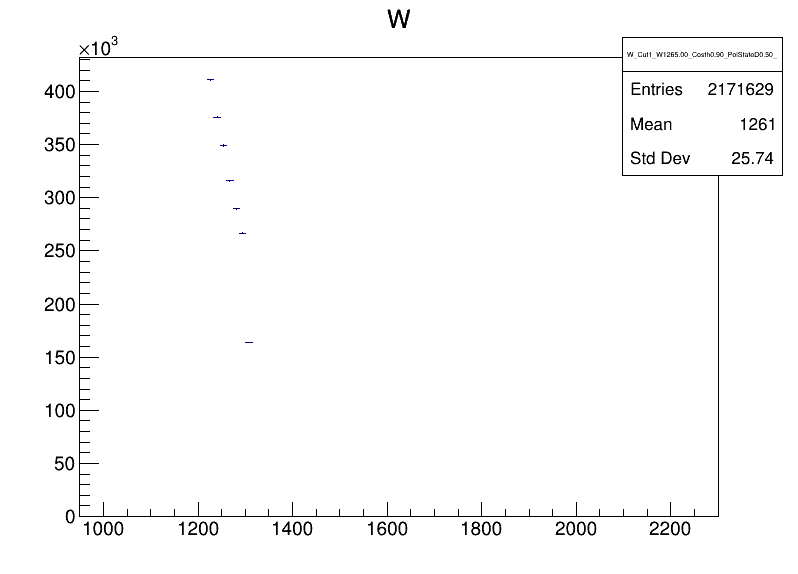 W
×10³
W_Cut1_W1265.00_Costh0.90_PolStateD0.50_
Entries 2171629
Mean 1261
Std Dev 25.74
400
350
300
250
200
150
100
50
0
1000 1200 1400 1600 1800 2000 2200